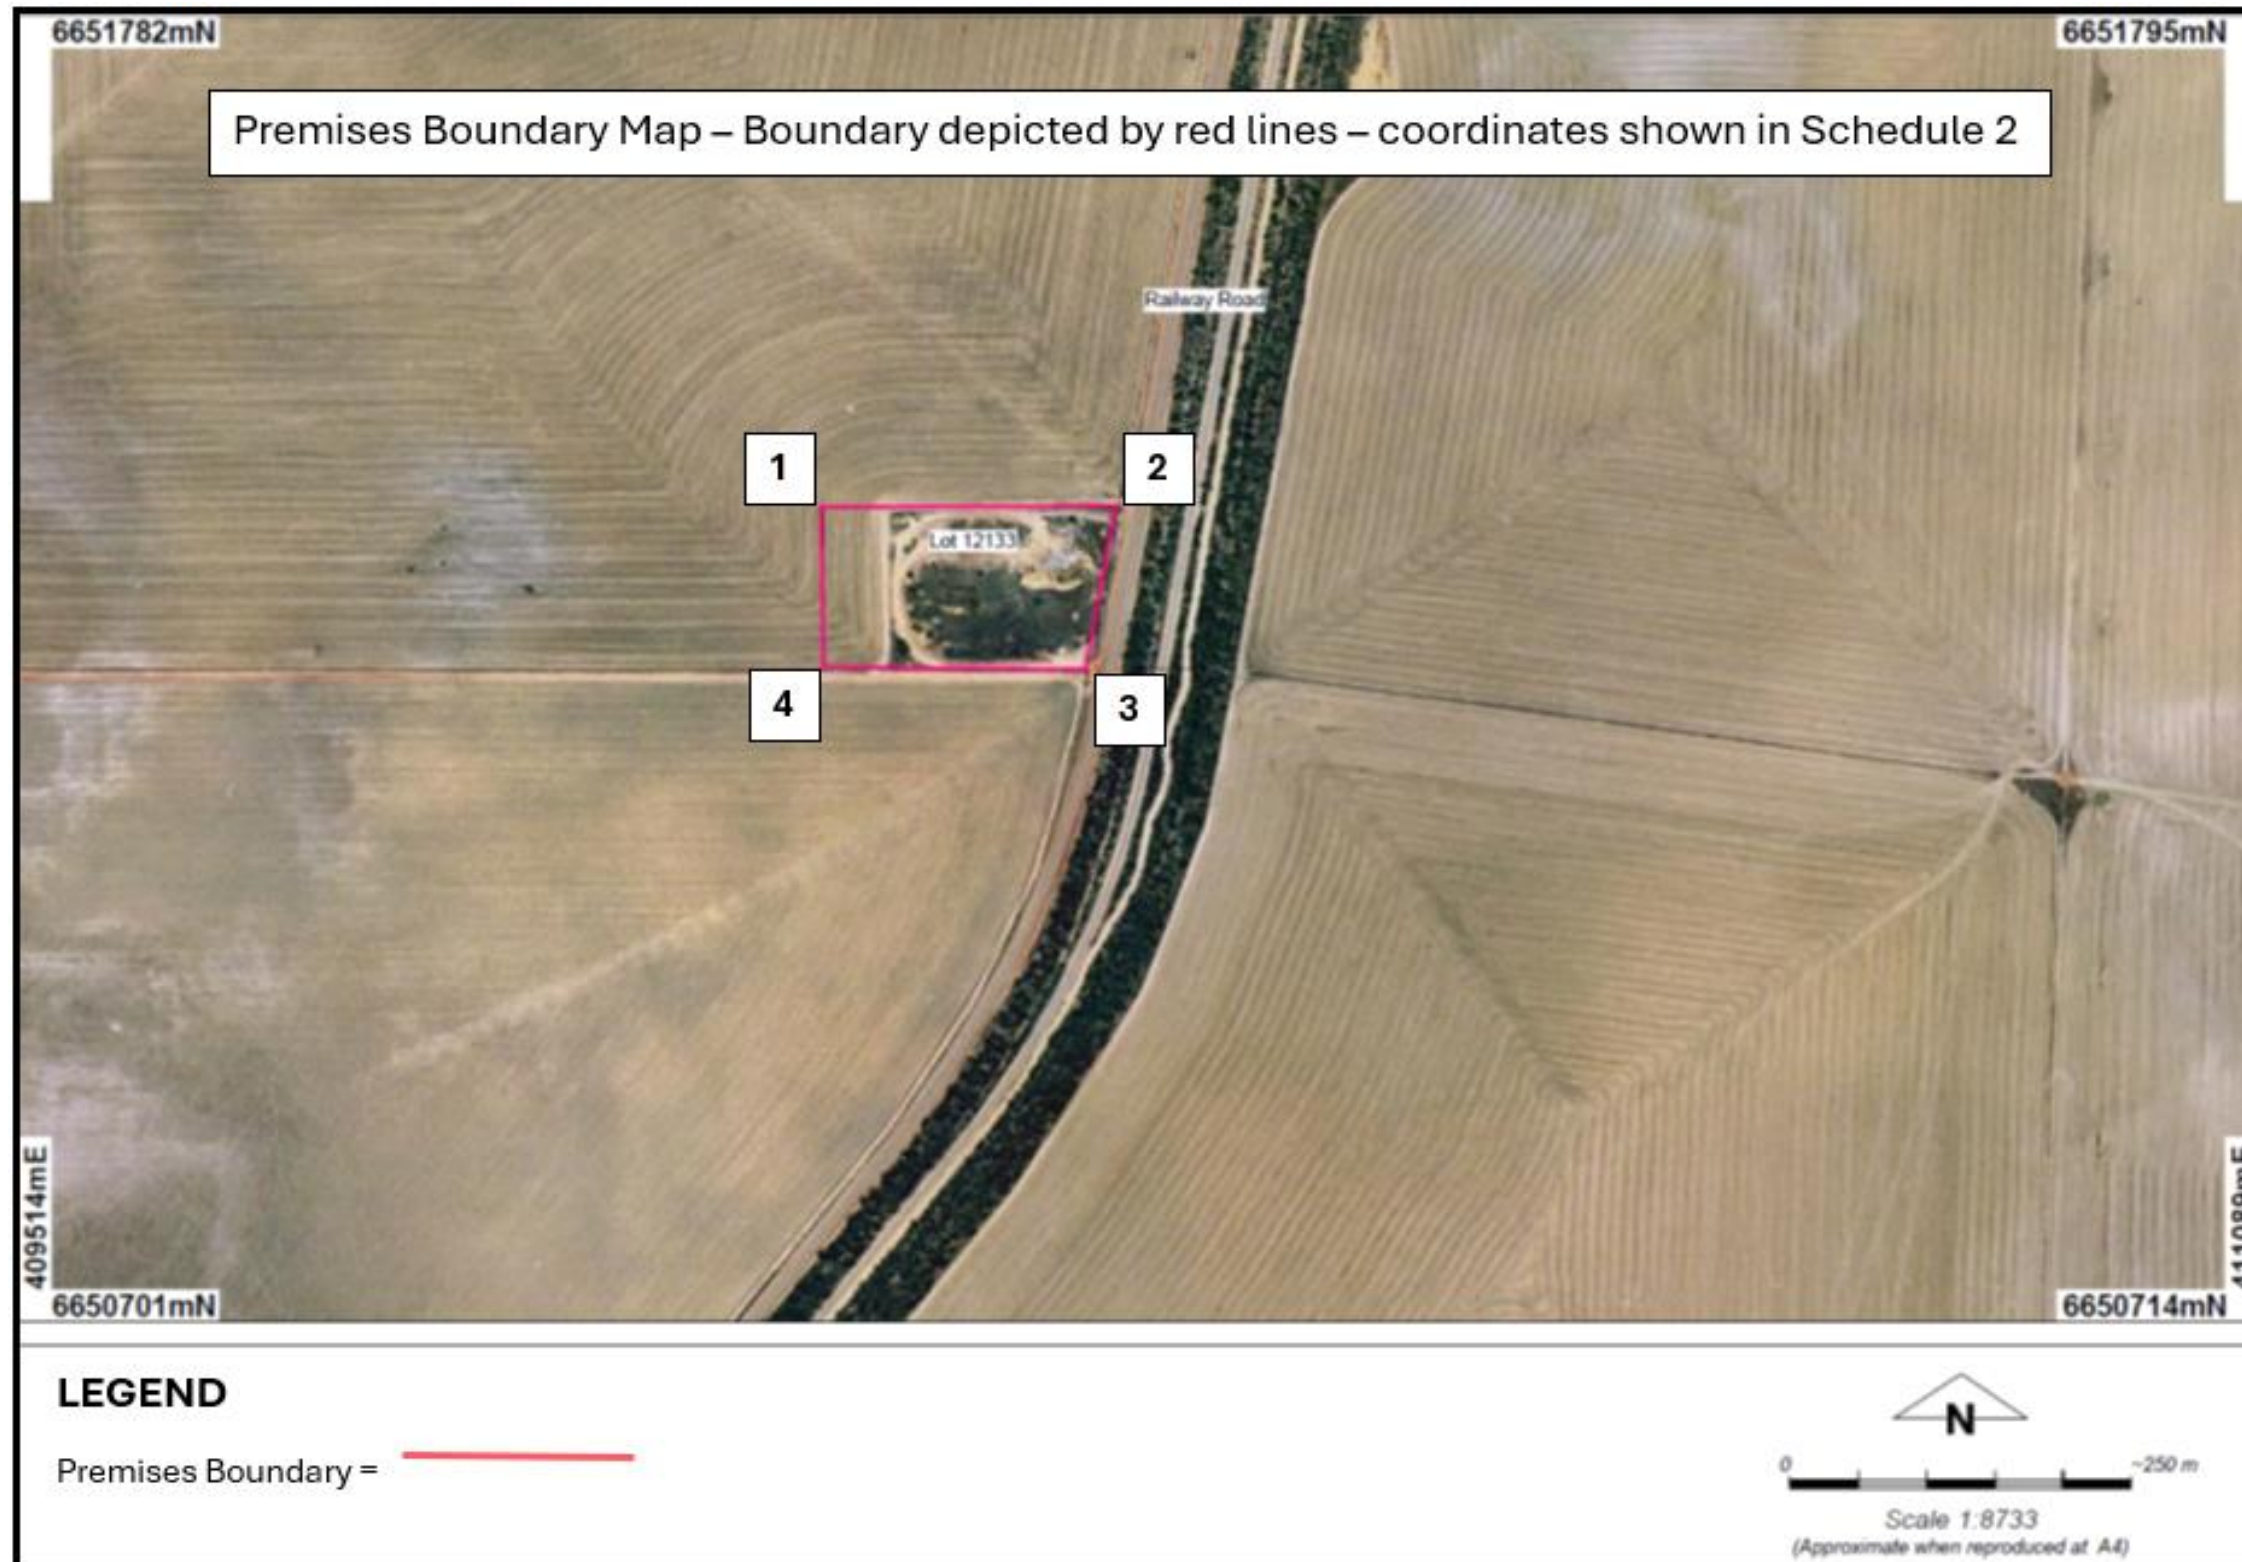 6651782mN
6651795mN
Premises Boundary Map – Boundary depicted by red lines – coordinates shown in Schedule 2
Railway Road
1
2
Lot 12133
4
3
409514mE
6650701mN
6650714mN
LEGEND
Premises Boundary =
N
0
~250 m
Scale 1:8733
(Approximate when reproduced at A4)